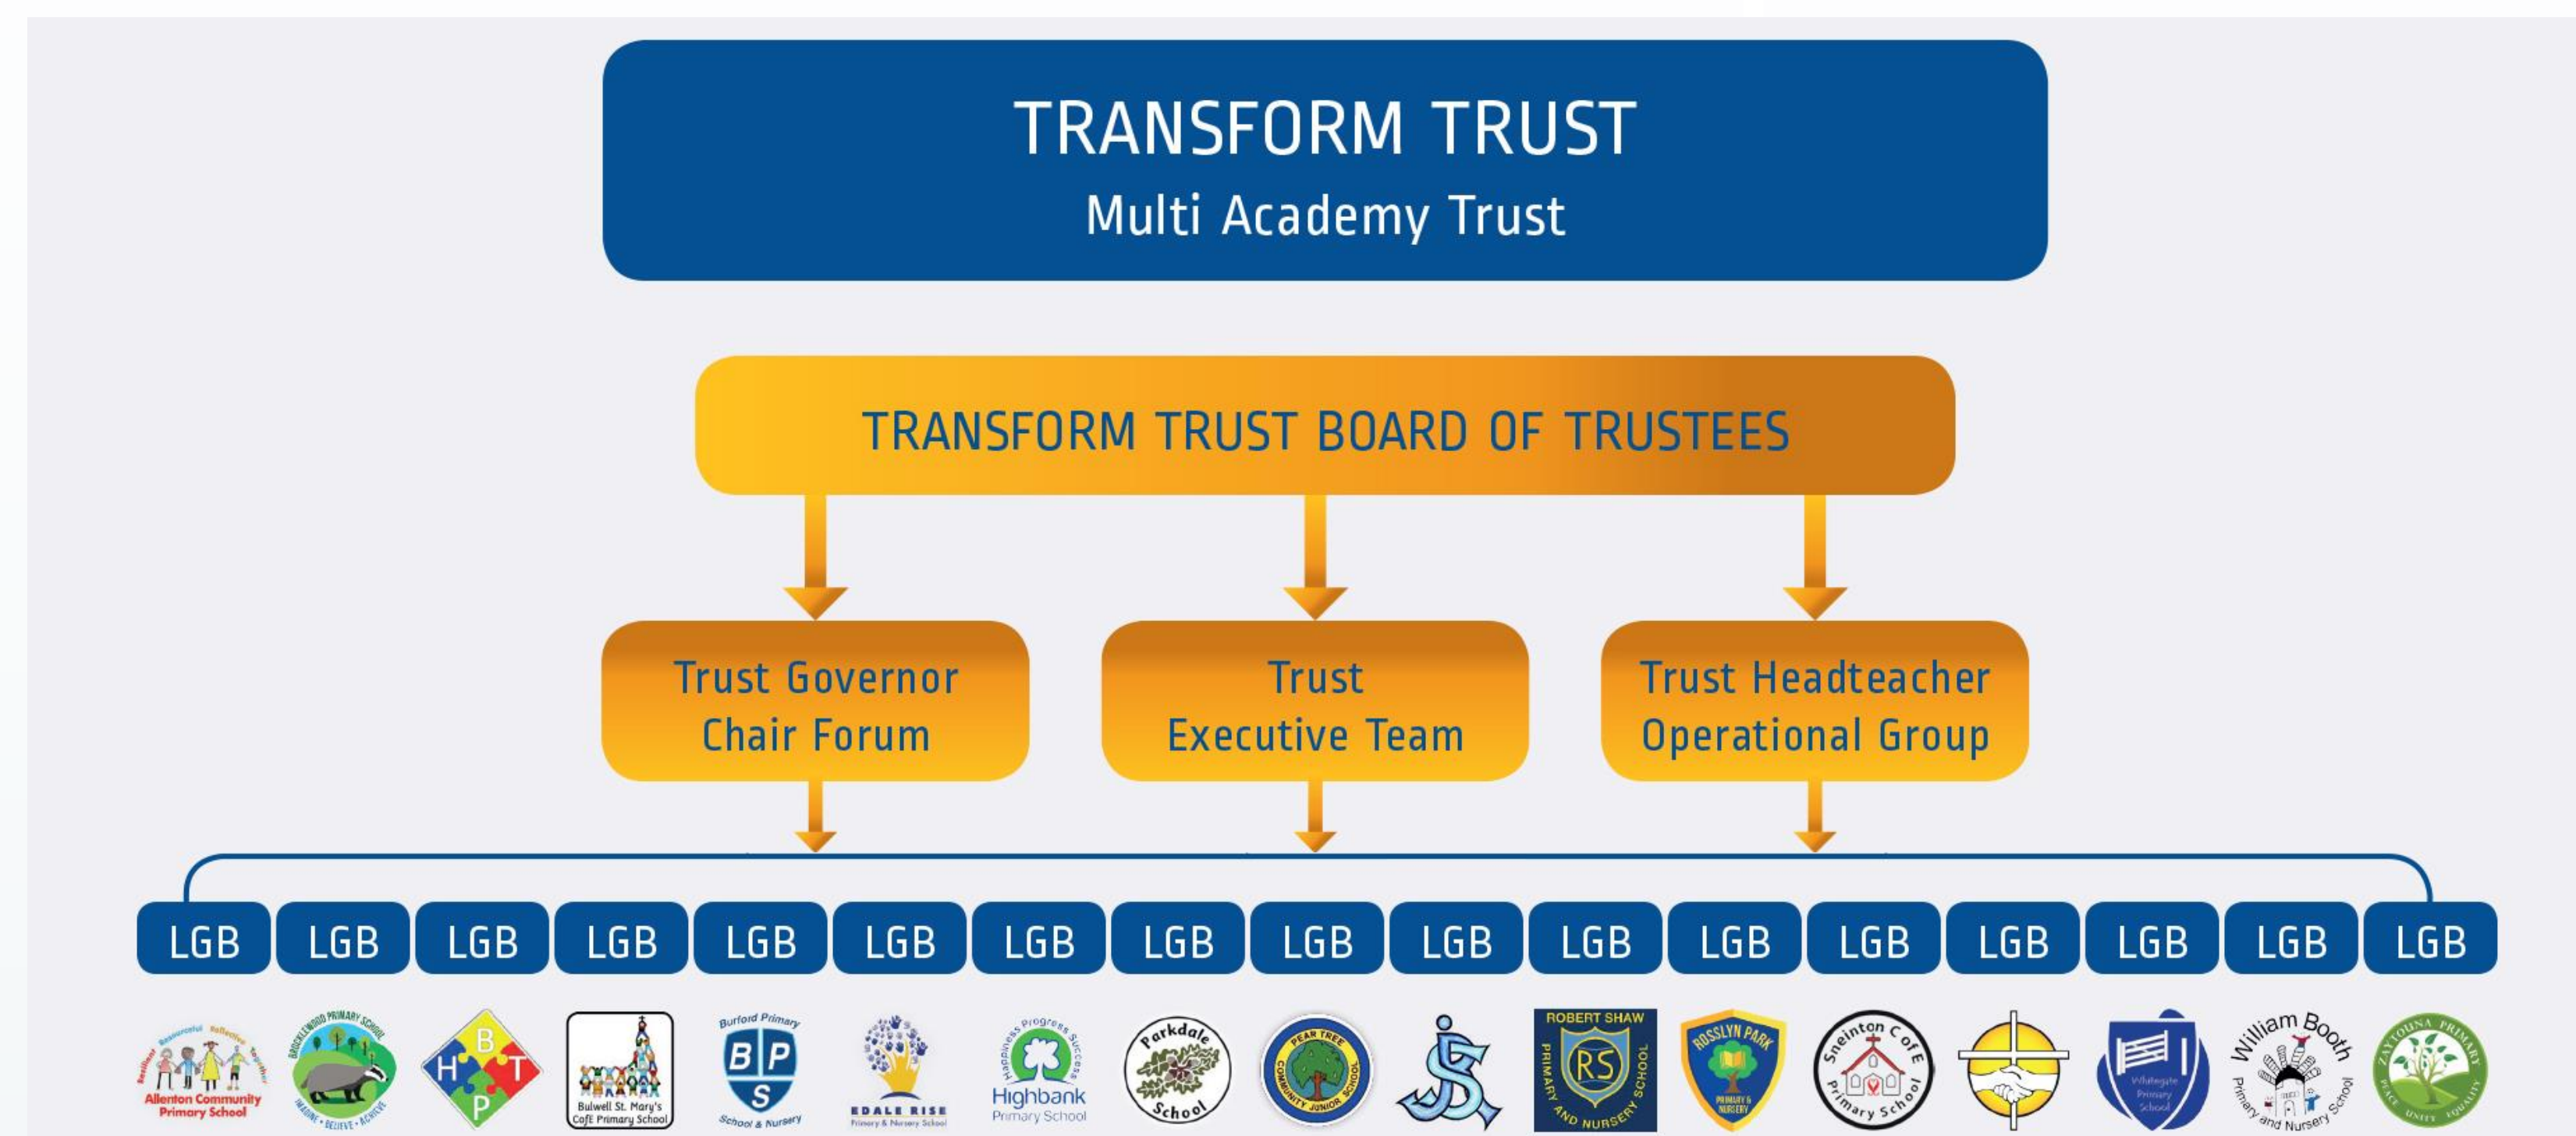 TRANSFORM TRUST
Multi Academy Trust
TRANSFORM TRUST BOARD OF TRUSTEES
Trust Governor
Chair Forum
Trust
Executive Team
Trust Headteacher
Operational Group
LGB LGB LGB LGB LGB LGB LGB LGB LGB LGB LGB LGB LGB LGB LGB LGB LGB
Resilient Resourceful Reflective Together
Allenton Community
Primary School
BROCKLEWOOD PRIMARY SCHOOL
IMAGINE • BELIEVE • ACHIEVE
B
H T
P
Bulwell St. Mary's
CofE Primary School
Burford Primary
B P
S
School & Nursery
EDALE RISE
Primary & Nursery School
Happiness Progress Success
Highbank
Primary School
Parkdale
School
PEAR TREE
COMMUNITY JUNIOR SCHOOL
ROBERT SHAW
RS
PRIMARY AND NURSERY SCHOOL
ROSSLYN PARK
PRIMARY &
NURSERY
Sneinton CofE
Primary School
Whitegate
Primary
School
William Booth
Primary and Nursery School
ZAYTOUNA PRIMARY
PEACE UNITY EQUALITY